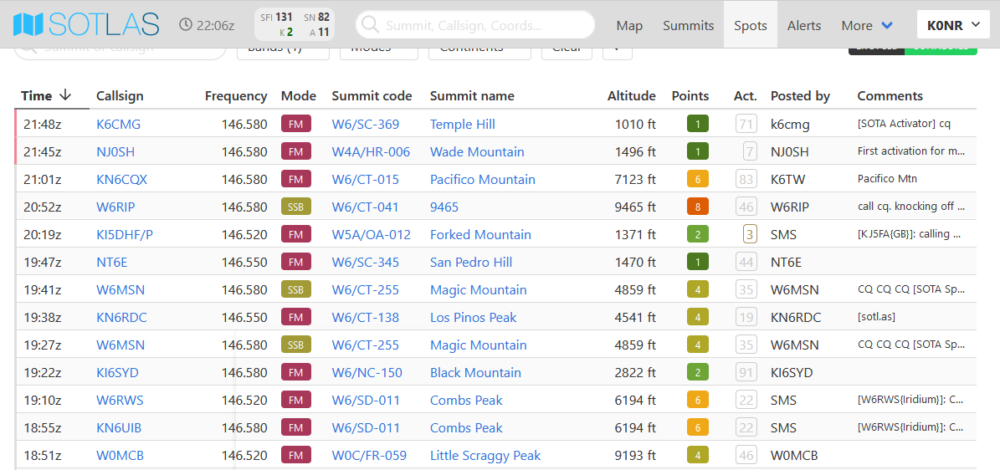 SOTLAS 22:06z SFI 131 SN 82 K 2 A 11 Summit, Callsign, Coords... Map Summits Spots Alerts More K0NR
Summit or callsign Bands (1) Modes Continents Clear
Time Callsign Frequency Mode Summit code Summit name Altitude Points Act. Posted by Comments
21:48z K6CMG 146.580 FM W6/SC-369 Temple Hill 1010 ft 1 71 k6cmg [SOTA Activator] cq
21:45z NJ0SH 146.580 FM W4A/HR-006 Wade Mountain 1496 ft 1 7 NJ0SH First activation for m...
21:01z KN6CQX 146.580 FM W6/CT-015 Pacifico Mountain 7123 ft 6 83 K6TW Pacifico Mtn
20:52z W6RIP 146.580 SSB W6/CT-041 9465 9465 ft 8 46 W6RIP call cq. knocking off ...
20:19z KI5DHF/P 146.520 FM W5A/OA-012 Forked Mountain 1371 ft 2 3 SMS [KJ5FA{GB}]: calling ...
19:47z NT6E 146.550 FM W6/SC-345 San Pedro Hill 1470 ft 1 44 NT6E
19:41z W6MSN 146.580 SSB W6/CT-255 Magic Mountain 4859 ft 4 35 W6MSN CQ CQ CQ [SOTA Sp...
19:38z KN6RDC 146.550 FM W6/CT-138 Los Pinos Peak 4541 ft 4 19 KN6RDC [sotl.as]
19:27z W6MSN 146.580 SSB W6/CT-255 Magic Mountain 4859 ft 4 35 W6MSN CQ CQ CQ [SOTA Sp...
19:22z KI6SYD 146.580 FM W6/NC-150 Black Mountain 2822 ft 2 91 KI6SYD
19:10z W6RWS 146.520 FM W6/SD-011 Combs Peak 6194 ft 6 22 SMS [W6RWS{Iridium}]: C...
18:55z KN6UIB 146.520 FM W6/SD-011 Combs Peak 6194 ft 6 22 SMS [W6RWS{Iridium}]: C...
18:51z W0MCB 146.520 FM W0C/FR-059 Little Scraggy Peak 9193 ft 4 46 W0MCB